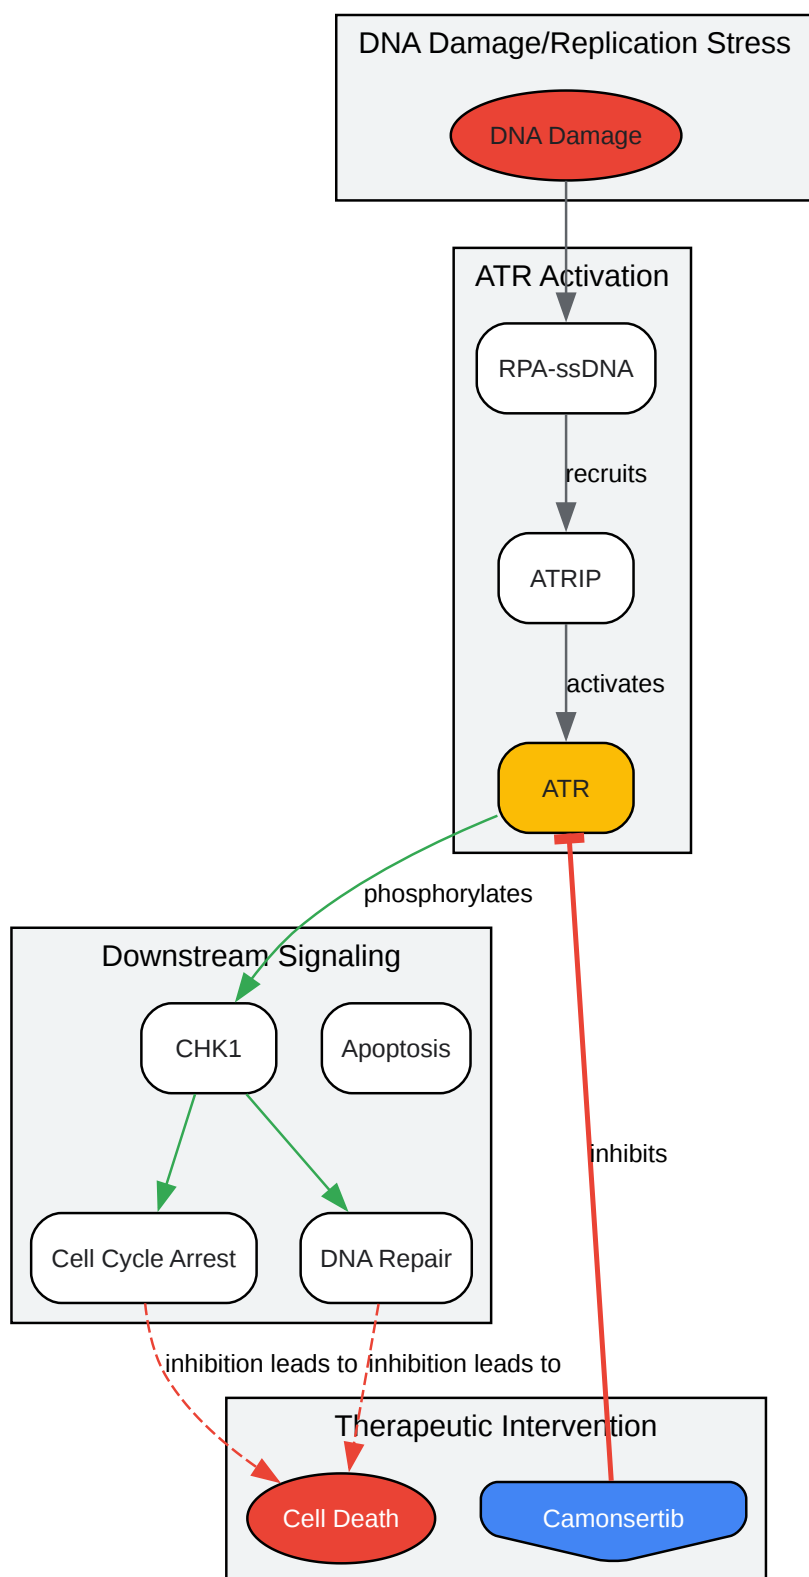 DNA Damage/Replication Stress
DNA Damage
ATR Activation
RPA-ssDNA
recruits
ATRIP
activates
ATR
phosphorylates
Downstream Signaling
CHK1
Apoptosis
inhibits
Cell Cycle Arrest
DNA Repair
inhibition leads to
inhibition leads to
Therapeutic Intervention
Cell Death
Camonsertib